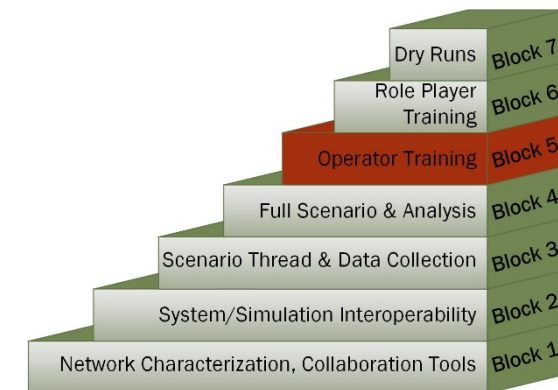 Dry Runs Block 7
Role Player
Training Block 6
Operator Training Block 5
Full Scenario & Analysis Block 4
Scenario Thread & Data Collection Block 3
System/Simulation Interoperability Block 2
Network Characterization, Collaboration Tools Block 1